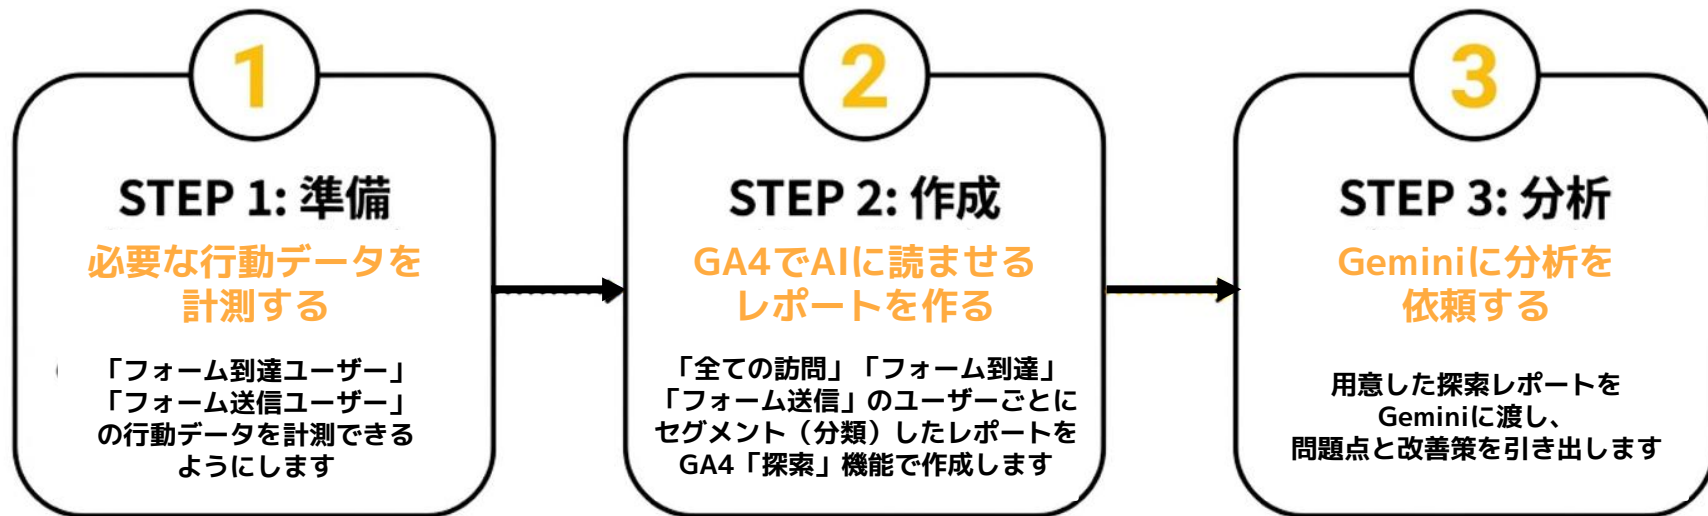 1
STEP 1: 準備
必要な行動データを
計測する
「フォーム到達ユーザー」
「フォーム送信ユーザー」
の行動データを計測できる
ようにします
2
STEP 2: 作成
GA4でAIに読ませる
レポートを作る
「全ての訪問」「フォーム到達」
「フォーム送信」のユーザーごとに
セグメント（分類）したレポートを
GA4「探索」機能で作成します
3
STEP 3: 分析
Geminiに分析を
依頼する
用意した探索レポートを
Geminiに渡し、
問題点と改善策を引き出します